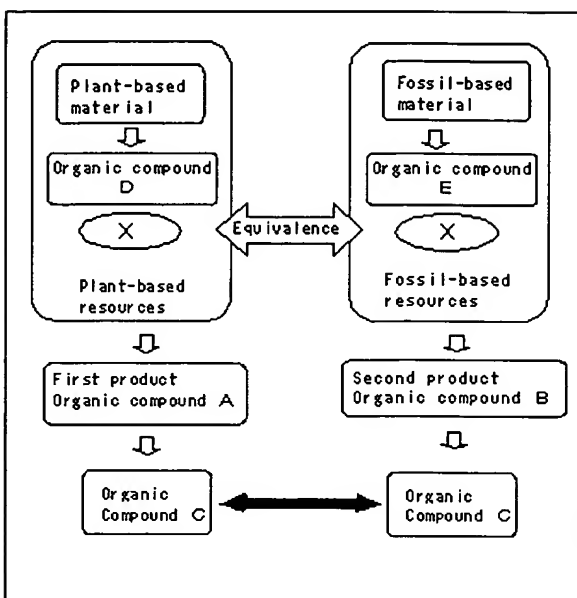 Plant-based
material
Organic compound
D
X
Plant-based
resources
First product
Organic compound A
Organic
Compound C
Equivalence
Fossil-based
material
Organic compound
E
X
Fossil-based
resources
Second product
Organic compound B
Organic
Compound C